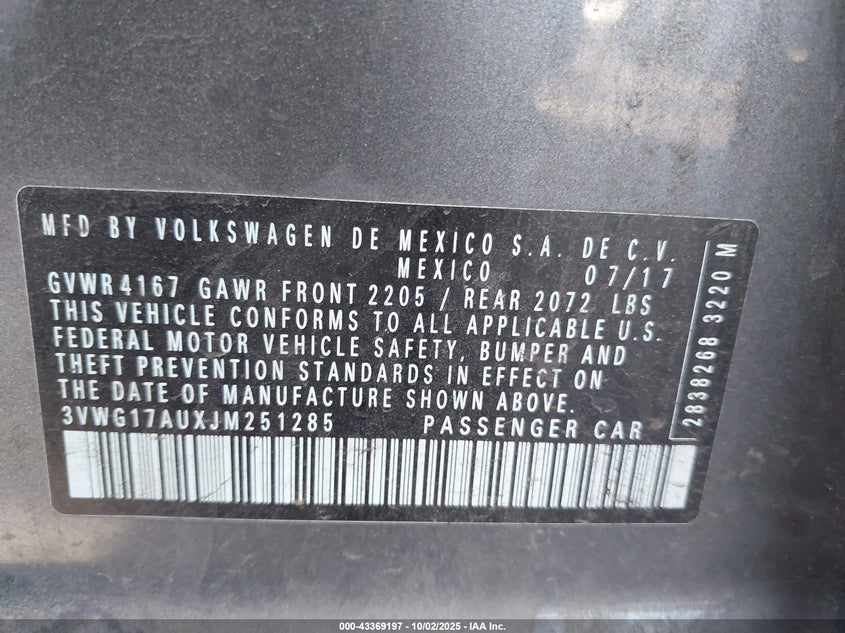 MFD BY VOLKSWAGEN DE MEXICO S.A. DE C.V.
MEXICO 07/17
GVWR 4167 GAWR FRONT 2205 / REAR 2072 LBS
THIS VEHICLE CONFORMS TO ALL APPLICABLE U.S.
FEDERAL MOTOR VEHICLE SAFETY, BUMPER AND
THEFT PREVENTION STANDARDS IN EFFECT ON
THE DATE OF MANUFACTURE SHOWN ABOVE.
3VWG17AUXJM251285 PASSENGER CAR
2838268 3220 M
000-43369197 - 10/02/2025 - IAA Inc.